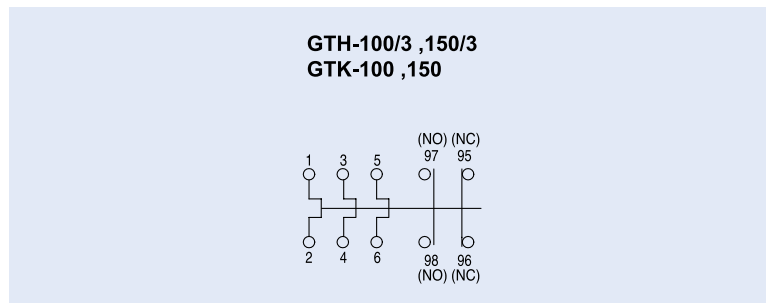 GTH-100/3 ,150/3
GTK-100 ,150
(NO) (NC)
1 3 5 97 95
2 4 6 98 96
(NO) (NC)